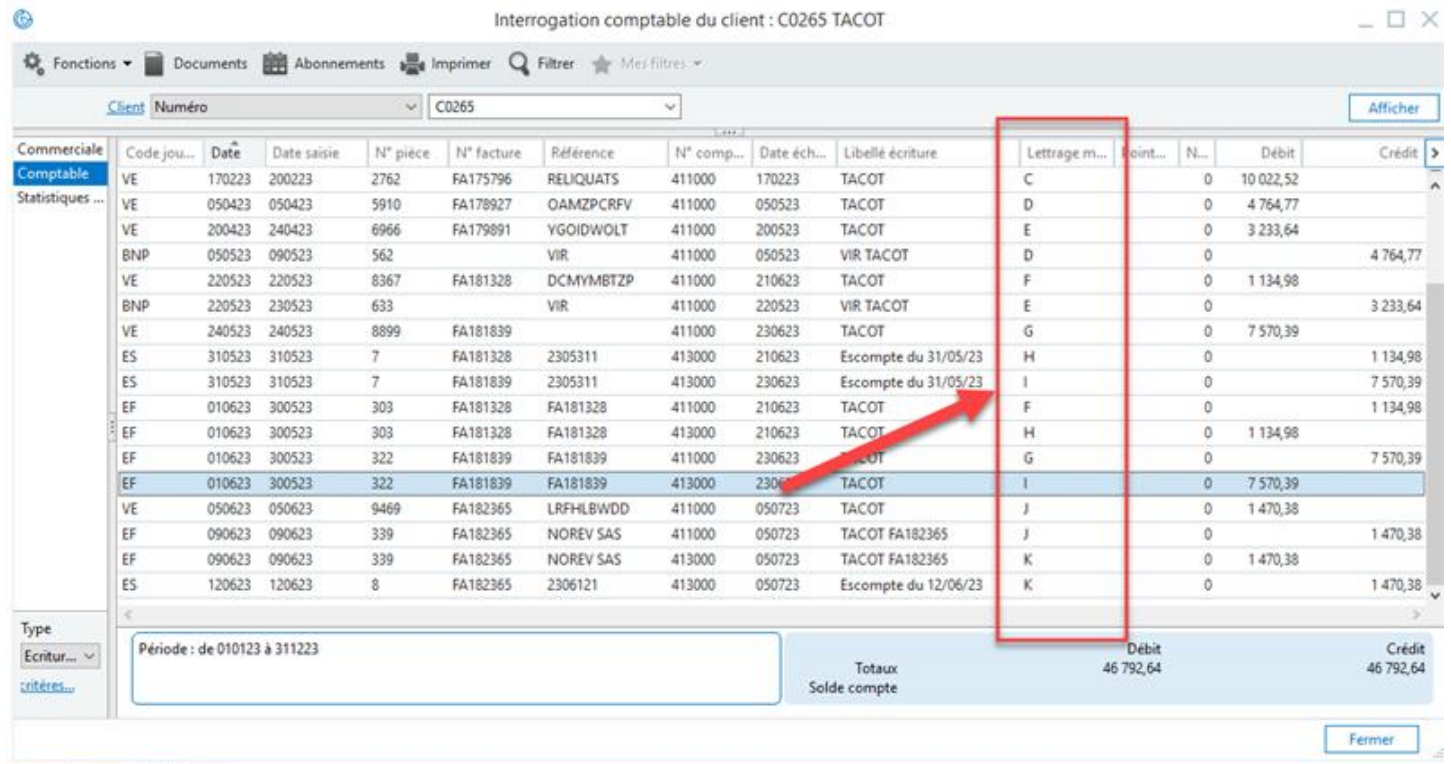 Interrogation comptable du client : C0265 TACOT
Fonctions Documents Abonnements Imprimer Filtrer Mes filtres
Client Numéro C0265 Afficher
Commerciale
Comptable
Statistiques ...
Code jou... Date Date saisie N° pièce N° facture Référence N° comp... Date éch... Libellé écriture Lettrage m... Point... N... Débit Crédit
VE 170223 200223 2762 FA175796 RELIQUATS 411000 170223 TACOT C 0 10 022,52
VE 050423 050423 5910 FA178927 OAMZPCRFV 411000 050523 TACOT D 0 4 764,77
VE 200423 240423 6966 FA179891 YGOIDWOLT 411000 200523 TACOT E 0 3 233,64
BNP 050523 090523 562 VIR 411000 050523 VIR TACOT D 0 4 764,77
VE 220523 220523 8367 FA181328 DCMYMBTZP 411000 210623 TACOT F 0 1 134,98
BNP 220523 230523 633 VIR 411000 220523 VIR TACOT E 0 3 233,64
VE 240523 240523 8899 FA181839 411000 230623 TACOT G 0 7 570,39
ES 310523 310523 7 FA181328 2305311 413000 210623 Escompte du 31/05/23 H 0 1 134,98
ES 310523 310523 7 FA181839 2305311 413000 230623 Escompte du 31/05/23 I 0 7 570,39
EF 010623 300523 303 FA181328 FA181328 411000 210623 TACOT F 0 1 134,98
EF 010623 300523 303 FA181328 FA181328 413000 210623 TACOT H 0 1 134,98
EF 010623 300523 322 FA181839 FA181839 411000 230623 TACOT G 0 7 570,39
EF 010623 300523 322 FA181839 FA181839 413000 TACOT I 0 7 570,39
VE 050623 050623 9469 FA182365 LRFHLBWDD 411000 050723 TACOT J 0 1 470,38
EF 090623 090623 339 FA182365 NOREV SAS 411000 050723 TACOT FA182365 J 0 1 470,38
EF 090623 090623 339 FA182365 NOREV SAS 413000 050723 TACOT FA182365 K 0 1 470,38
ES 120623 120623 8 FA182365 2306121 413000 050723 Escompte du 12/06/23 K 0 1 470,38
Type
Ecritur...
critères...
Période : de 010123 à 311223
Débit Crédit
Totaux 46 792,64 46 792,64
Solde compte
Fermer